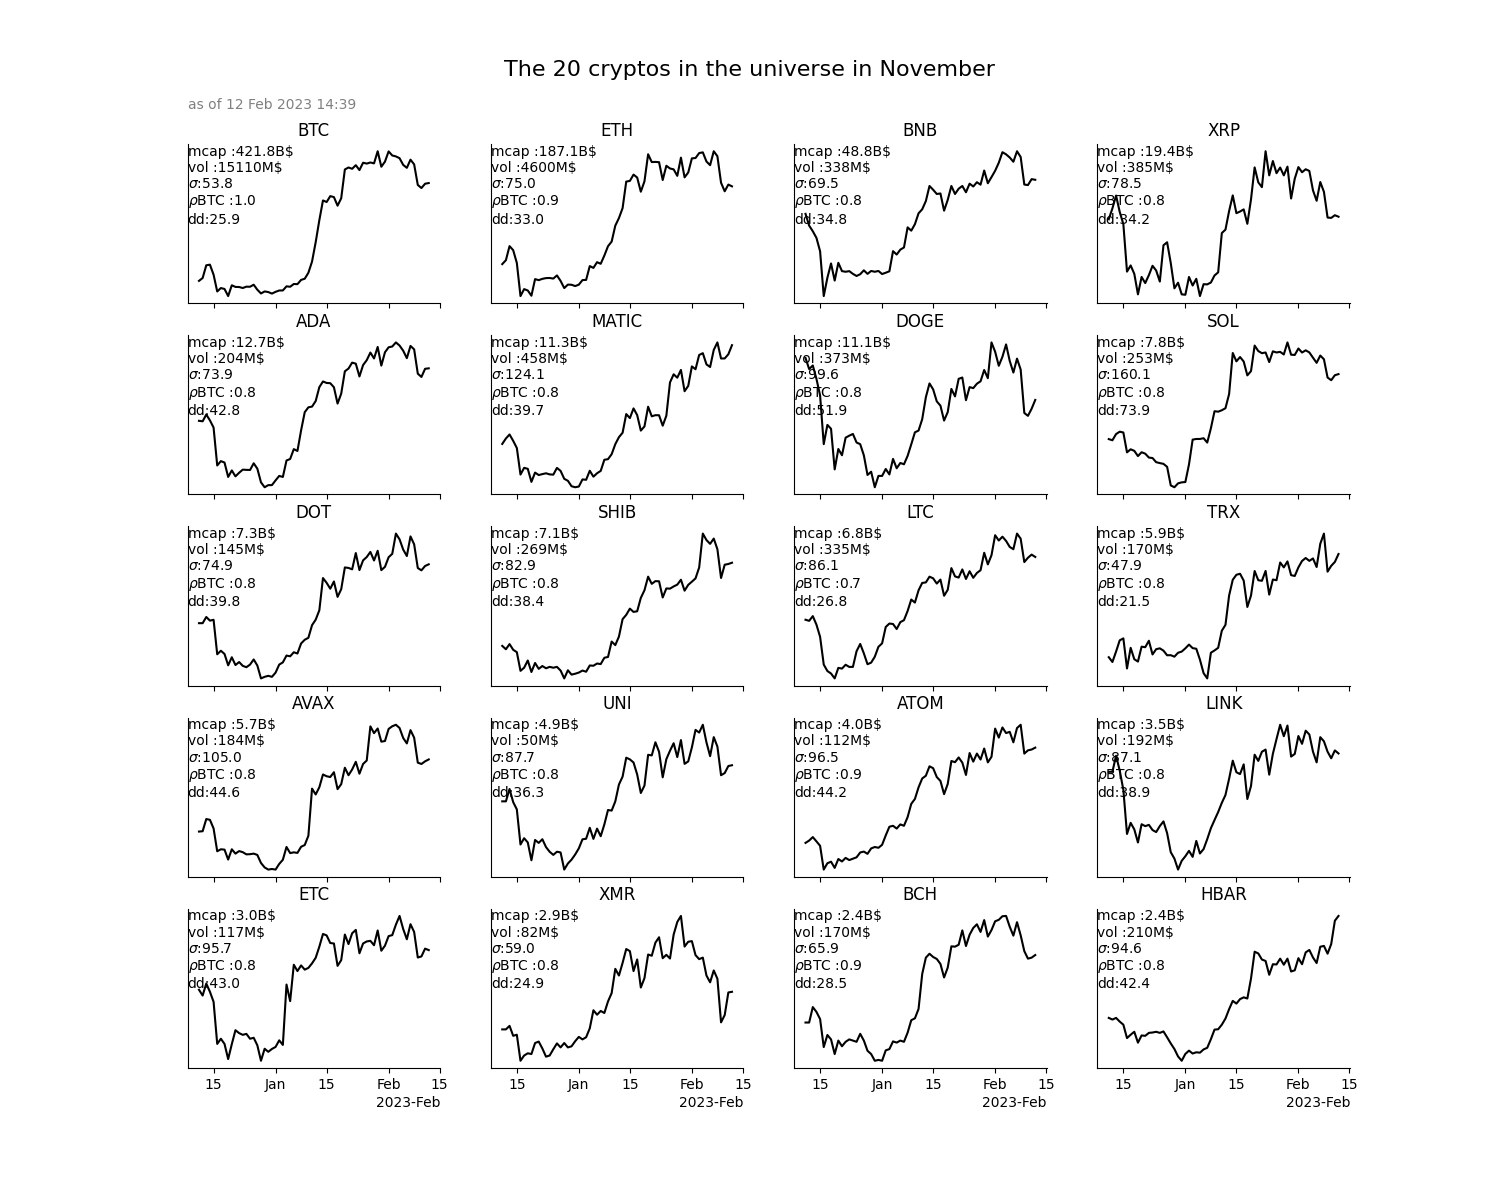 The 20 cryptos in the universe in November
as of 12 Feb 2023 14:39
BTC
mcap :421.8B$
vol :15110M$
σ:53.8
ρBTC :1.0
dd:25.9
ETH
mcap :187.1B$
vol :4600M$
σ:75.0
ρBTC :0.9
dd:33.0
BNB
mcap :48.8B$
vol :338M$
σ:69.5
ρBTC :0.8
dd:34.8
XRP
mcap :19.4B$
vol :385M$
σ:78.5
ρBTC :0.8
dd:34.2
ADA
mcap :12.7B$
vol :204M$
σ:73.9
ρBTC :0.8
dd:42.8
MATIC
mcap :11.3B$
vol :458M$
σ:124.1
ρBTC :0.8
dd:39.7
DOGE
mcap :11.1B$
vol :373M$
σ:99.6
ρBTC :0.8
dd:51.9
SOL
mcap :7.8B$
vol :253M$
σ:160.1
ρBTC :0.8
dd:73.9
DOT
mcap :7.3B$
vol :145M$
σ:74.9
ρBTC :0.8
dd:39.8
SHIB
mcap :7.1B$
vol :269M$
σ:82.9
ρBTC :0.8
dd:38.4
LTC
mcap :6.8B$
vol :335M$
σ:86.1
ρBTC :0.7
dd:26.8
TRX
mcap :5.9B$
vol :170M$
σ:47.9
ρBTC :0.8
dd:21.5
AVAX
mcap :5.7B$
vol :184M$
σ:105.0
ρBTC :0.8
dd:44.6
UNI
mcap :4.9B$
vol :50M$
σ:87.7
ρBTC :0.8
dd:36.3
ATOM
mcap :4.0B$
vol :112M$
σ:96.5
ρBTC :0.9
dd:44.2
LINK
mcap :3.5B$
vol :192M$
σ:87.1
ρBTC :0.8
dd:38.9
ETC
mcap :3.0B$
vol :117M$
σ:95.7
ρBTC :0.8
dd:43.0
XMR
mcap :2.9B$
vol :82M$
σ:59.0
ρBTC :0.8
dd:24.9
BCH
mcap :2.4B$
vol :170M$
σ:65.9
ρBTC :0.9
dd:28.5
HBAR
mcap :2.4B$
vol :210M$
σ:94.6
ρBTC :0.8
dd:42.4
15 Jan 15 Feb 15
2023-Feb
15 Jan 15 Feb 15
2023-Feb
15 Jan 15 Feb 15
2023-Feb
15 Jan 15 Feb 15
2023-Feb